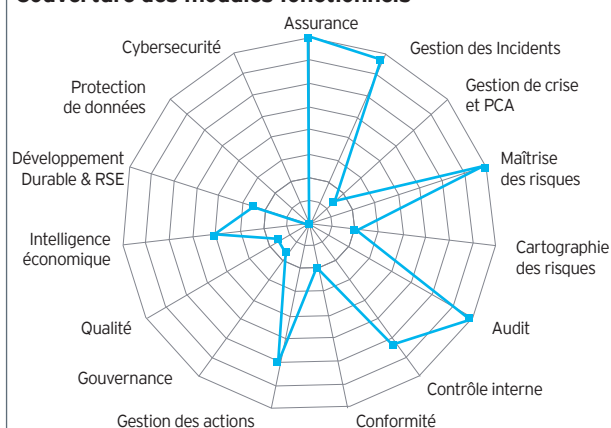 Couverture des modules fonctionnels
Assurance
Cybersecurité
Gestion des Incidents
Protection
de données
Gestion de crise
et PCA
Développement
Durable & RSE
Maîtrise
des risques
Intelligence
économique
Cartographie
des risques
Qualité
Audit
Gouvernance
Contrôle interne
Gestion des actions
Conformité